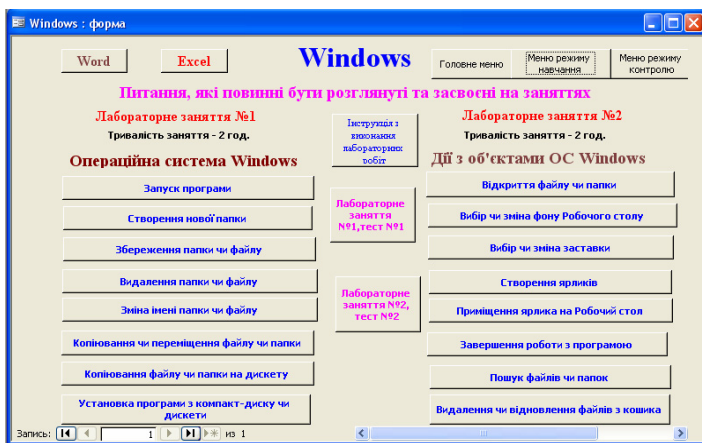 Windows : форма
Word
Excel
Windows
Головне меню
Меню режиму
навчання
Меню режиму
контролю
Питання, які повинні бути розглянуті та засвоєні на заняттях
Лабораторне заняття №1
Тривалість заняття - 2 год.
Операційна система Windows
Запуск програми
Створення нової папки
Збереження папки чи файлу
Видалення папки чи файлу
Зміна імені папки чи файлу
Копіювання чи переміщення файлу чи папки
Копіювання файлу чи папки на дискету
Установка програми з компакт-диску чи
дискети
Інструкція з
виконання
лабораторних
робіт
Лабораторне
заняття
№1,тест №1
Лабораторне
заняття №2,
тест №2
Лабораторне заняття №2
Тривалість заняття - 2 год.
Дії з об'єктами ОС Windows
Відкриття файлу чи папки
Вибір чи зміна фону Робочого столу
Вибір чи зміна заставки
Створення ярликів
Приміщення ярлика на Робочий стол
Завершення роботи з програмою
Пошук файлів чи папок
Видалення чи відновлення файлів з кошика
Запись: 1 из 1